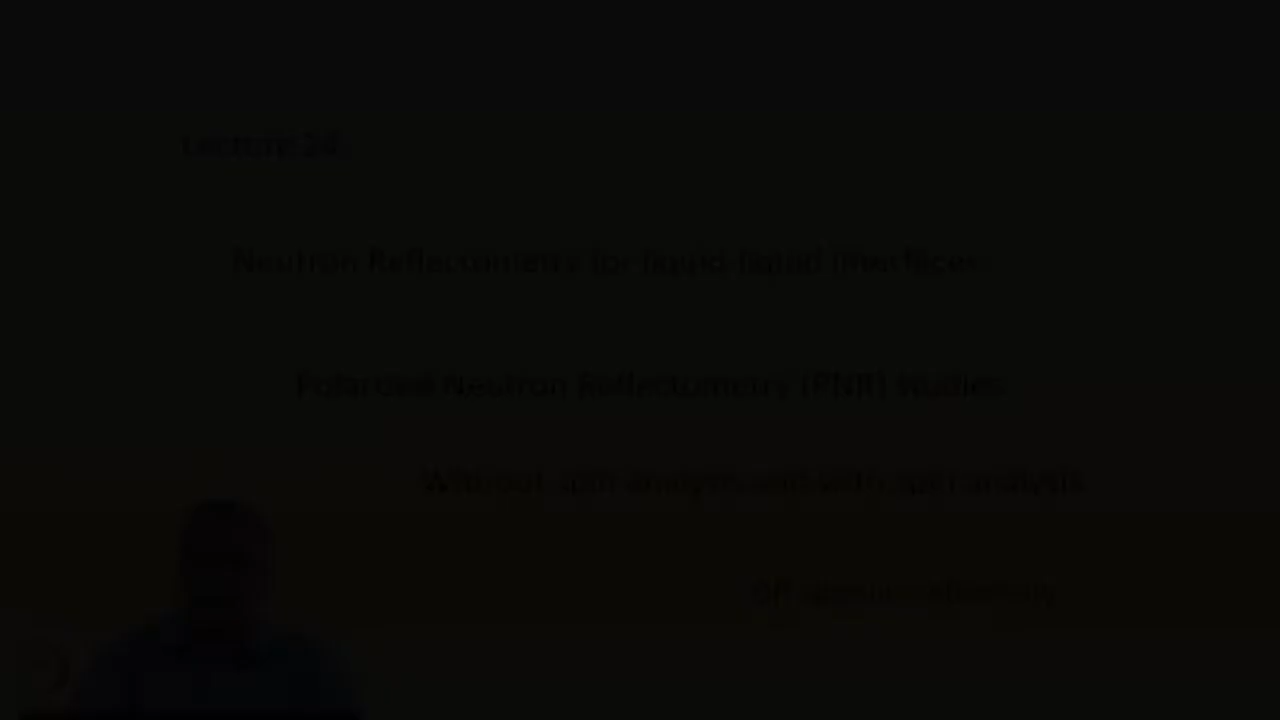 Lecture 24
Neutron Reflectometry for liquid-liquid interfaces
Polarized Neutron Reflectometry (PNR) studies
Without spin analysis and with spin analysis